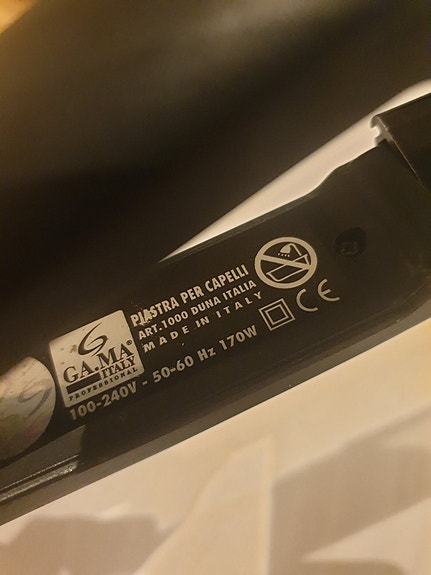 GA.MA®
ITALY
PROFESSIONAL
PIASTRA PER CAPELLI
ART.1000 DUNA ITALIA
MADE IN ITALY
100-240V - 50-60 Hz 170W
CE